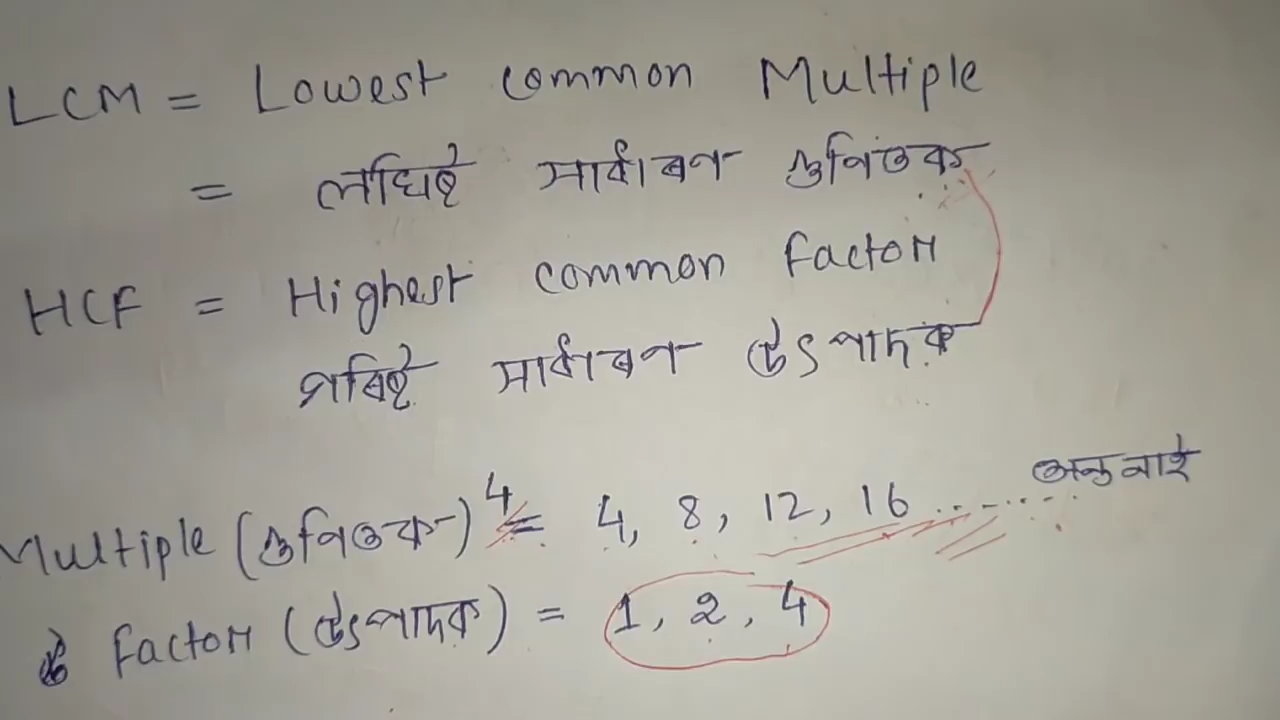 LCM = Lowest common Multiple
= লঘিষ্ট সাৰ্ধাৰণ গুণিতক
HCF = Highest common factor
গৰিষ্ট সাৰ্ধাৰণ উৎপাদক
Multiple (গুণিতক) 4 = 4, 8, 12, 16 ........ অন্ত নাই
factor (উৎপাদক) = 1, 2, 4